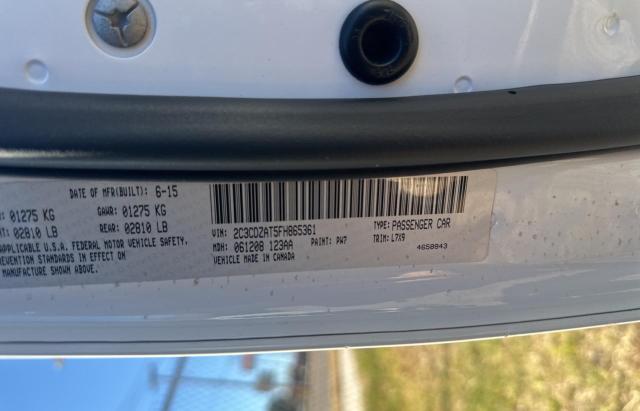 DATE OF MFR(BUILT): 6-15
: 01275 KG GAWR: 01275 KG
T: 02810 LB REAR: 02810 LB
APPLICABLE U.S.A. FEDERAL MOTOR VEHICLE SAFETY,
EVENTION STANDARDS IN EFFECT ON
MANUFACTURE SHOWN ABOVE.
VIN: 2C3CDZAT5FH865361 TYPE: PASSENGER CAR
MDH: 061208 123AA PAINT: PW7 TRIM: L7X9
VEHICLE MADE IN CANADA 4658943